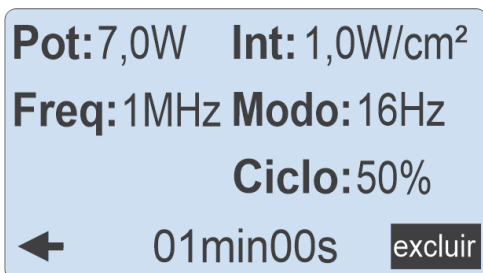 Pot:7,0W Int:1,0W/cm²
Freq:1MHz Modo:16Hz
Ciclo:50%
01min00s excluir